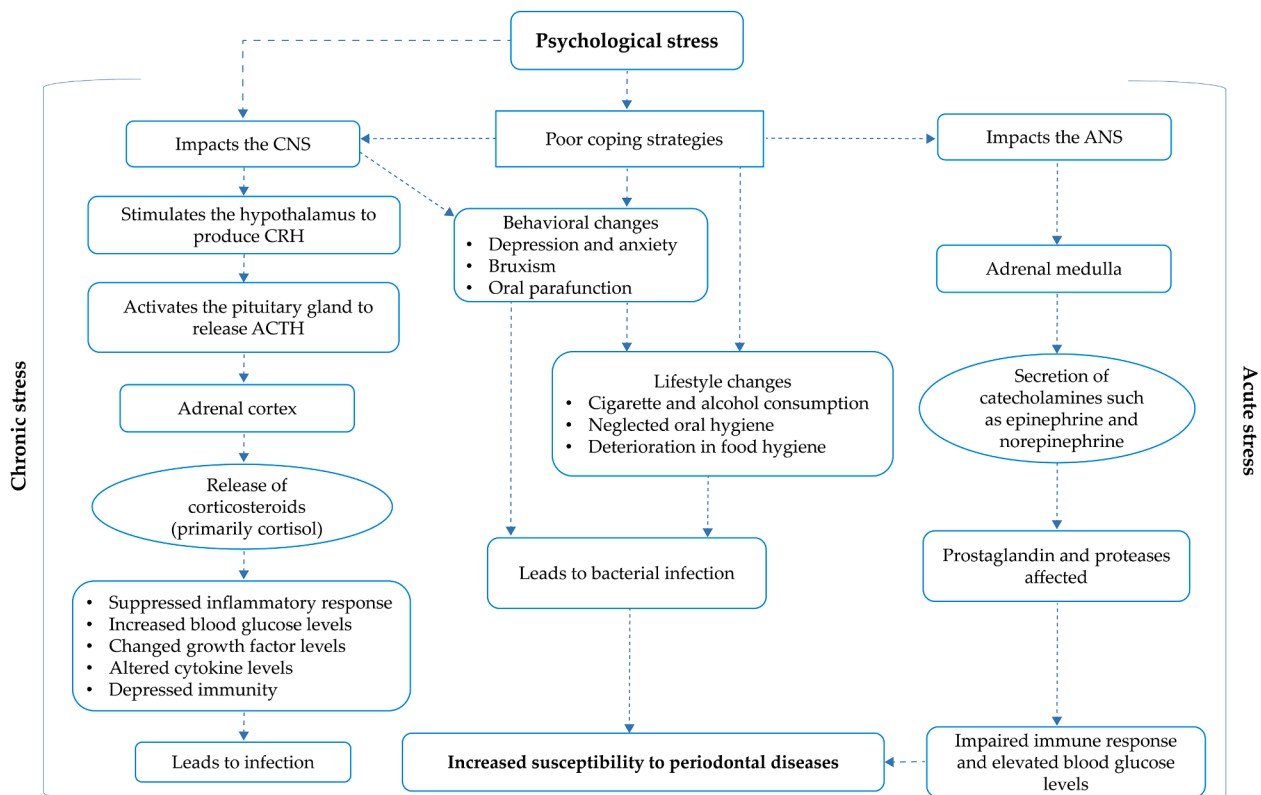 Psychological stress
Impacts the CNS
Poor coping strategies
Impacts the ANS
Stimulates the hypothalamus to
produce CRH
Behavioral changes
• Depression and anxiety
• Bruxism
• Oral parafunction
Adrenal medulla
Activates the pituitary gland to
release ACTH
Lifestyle changes
• Cigarette and alcohol consumption
• Neglected oral hygiene
• Deterioration in food hygiene
Secretion of
catecholamines such
as epinephrine and
norepinephrine
Adrenal cortex
Chronic stress
Acute stress
Release of
corticosteroids
(primarily cortisol)
Leads to bacterial infection
Prostaglandin and proteases
affected
• Suppressed inflammatory response
• Increased blood glucose levels
• Changed growth factor levels
• Altered cytokine levels
• Depressed immunity
Leads to infection
Increased susceptibility to periodontal diseases
Impaired immune response
and elevated blood glucose
levels